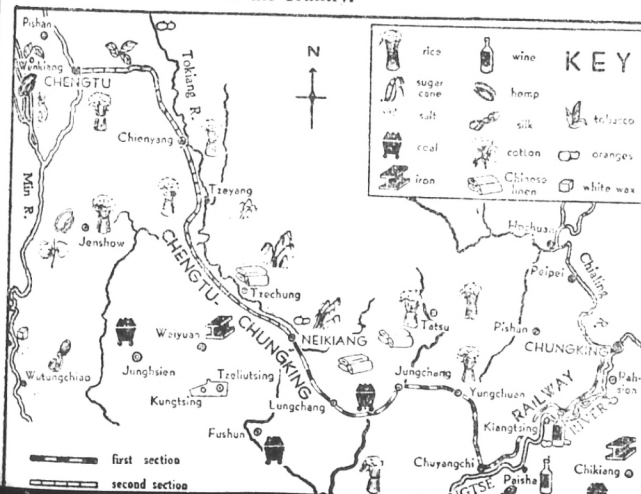 Pishan
Wenkiang
CHENGTU
Tokiang R.
N
KEY
rice
wine
sugar cane
hemp
salt
silk
tobacco
coal
cotton
oranges
iron
Chinese linen
white wax
Chienyang
Min R.
Tzeyang
Jenshow
Hochuan
Chialing R.
Peipei
CHENGTU-CHUNGKING RAILWAY
Tzechung
NEIKIANG
Tatsu
Pishan
CHUNGKING
Weiyuan
Junghsien
Tzeliutsing
Kungtsing
Wutungchiao
Jungchang
Yungchuan
Lungchang
Kiangtsing
RIVER
Fushun
Chuyangchi
Paisha
Chikiang
first section
second section